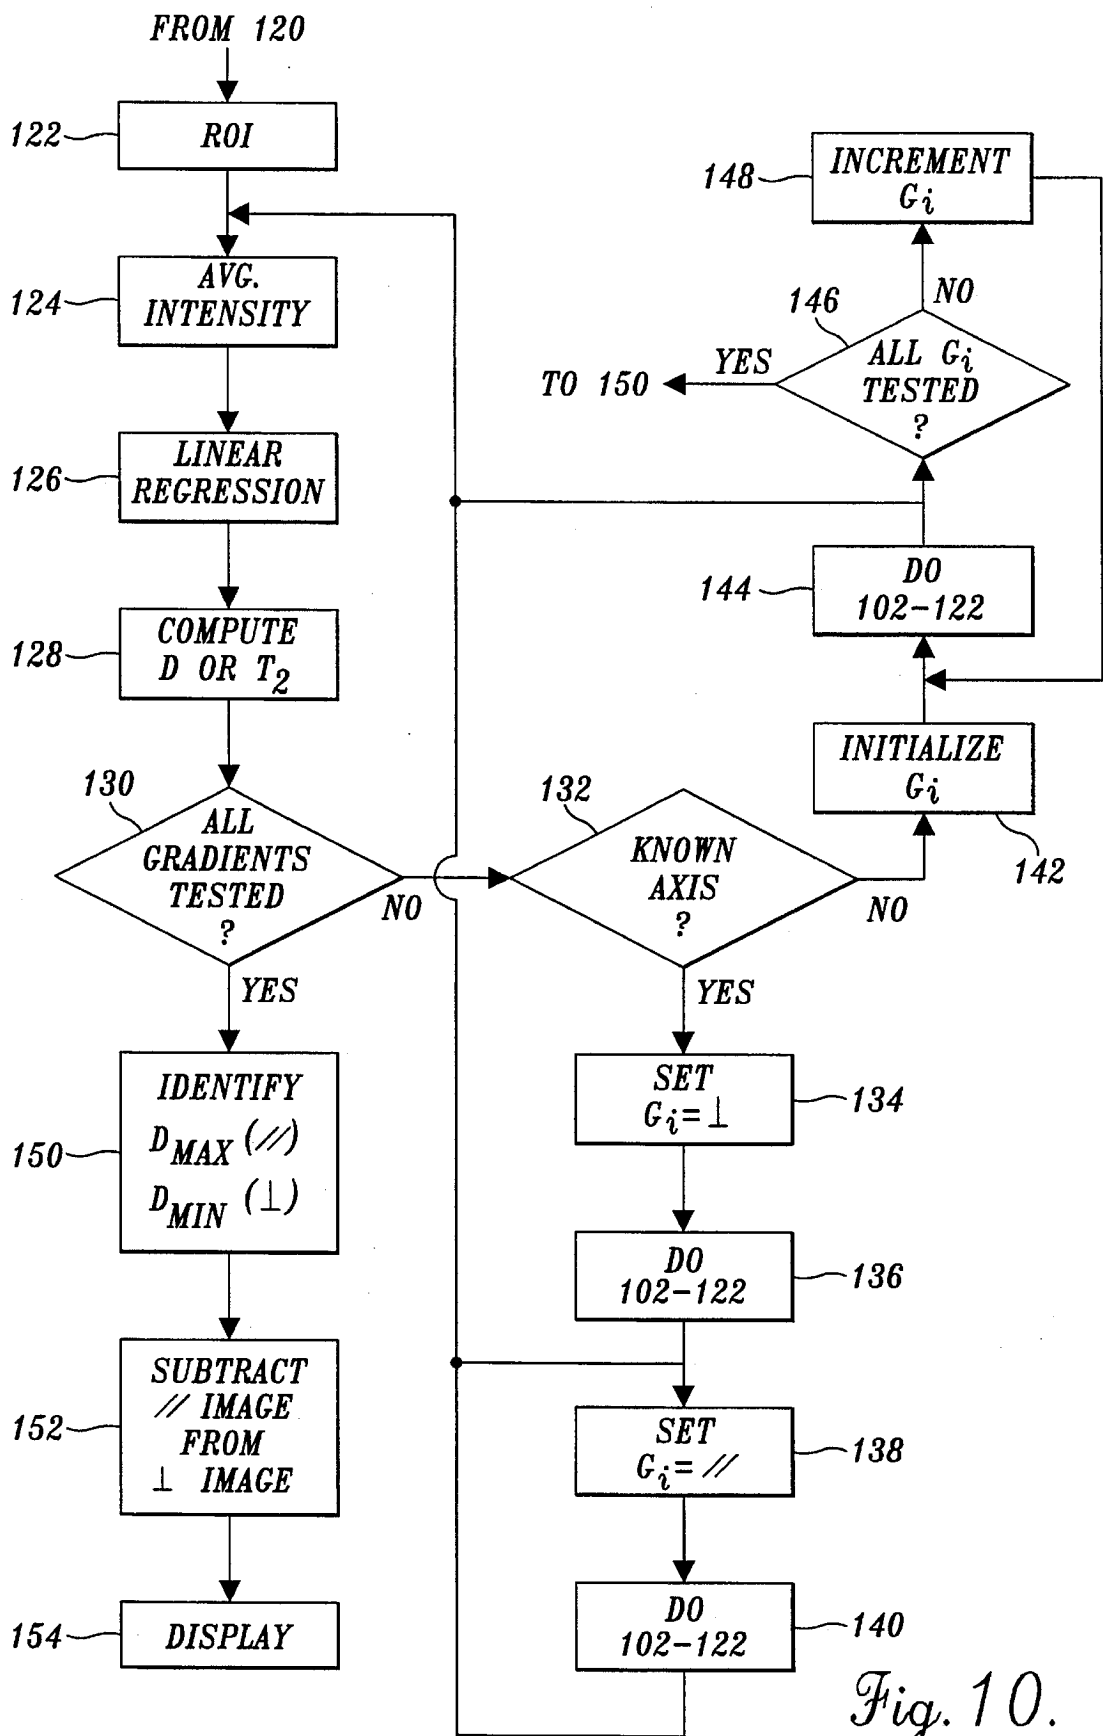 FROM 120
122
ROI
124
AVG.
INTENSITY
126
LINEAR
REGRESSION
128
COMPUTE
D OR T2
130
ALL
GRADIENTS
TESTED
?
NO
YES
150
IDENTIFY
DMAX (//)
DMIN (⊥)
152
SUBTRACT
// IMAGE
FROM
⊥ IMAGE
154
DISPLAY
148
INCREMENT
Gi
NO
146
ALL Gi
TESTED
?
YES
TO 150
144
DO
102-122
INITIALIZE
Gi
142
132
KNOWN
AXIS
?
NO
YES
SET
Gi=⊥
134
DO
102-122
136
SET
Gi=//
138
DO
102-122
140
Fig. 10.